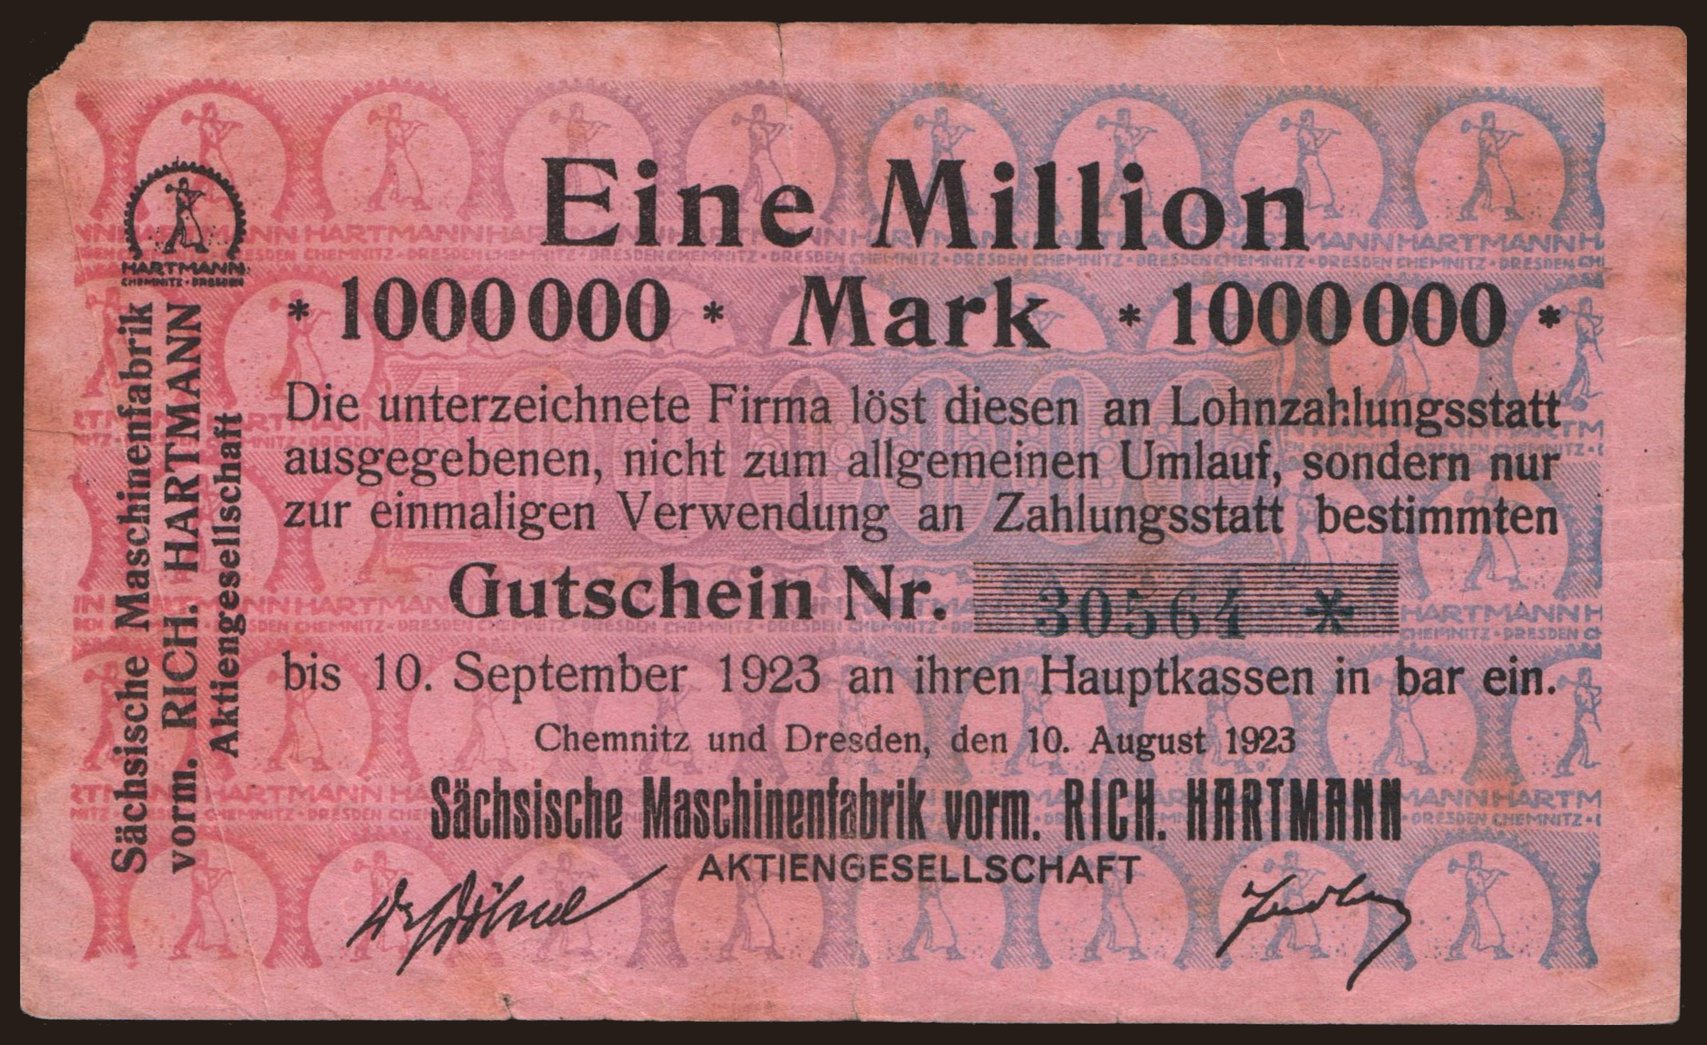 Eine Million
* 1000000 * Mark * 1000000 *
Die unterzeichnete Firma löst diesen an Lohnzahlungsstatt
ausgegebenen, nicht zum allgemeinen Umlauf, sondern nur
zur einmaligen Verwendung an Zahlungsstatt bestimmten
Gutschein Nr. 30564 *
bis 10. September 1923 an ihren Hauptkassen in bar ein.
Chemnitz und Dresden, den 10. August 1923
Sächsische Maschinenfabrik vorm. RICH. HARTMANN
AKTIENGESELLSCHAFT
HARTMANN
CHEMNITZ · DRESDEN
Sächsische Maschinenfabrik
vorm. RICH. HARTMANN
Aktiengesellschaft